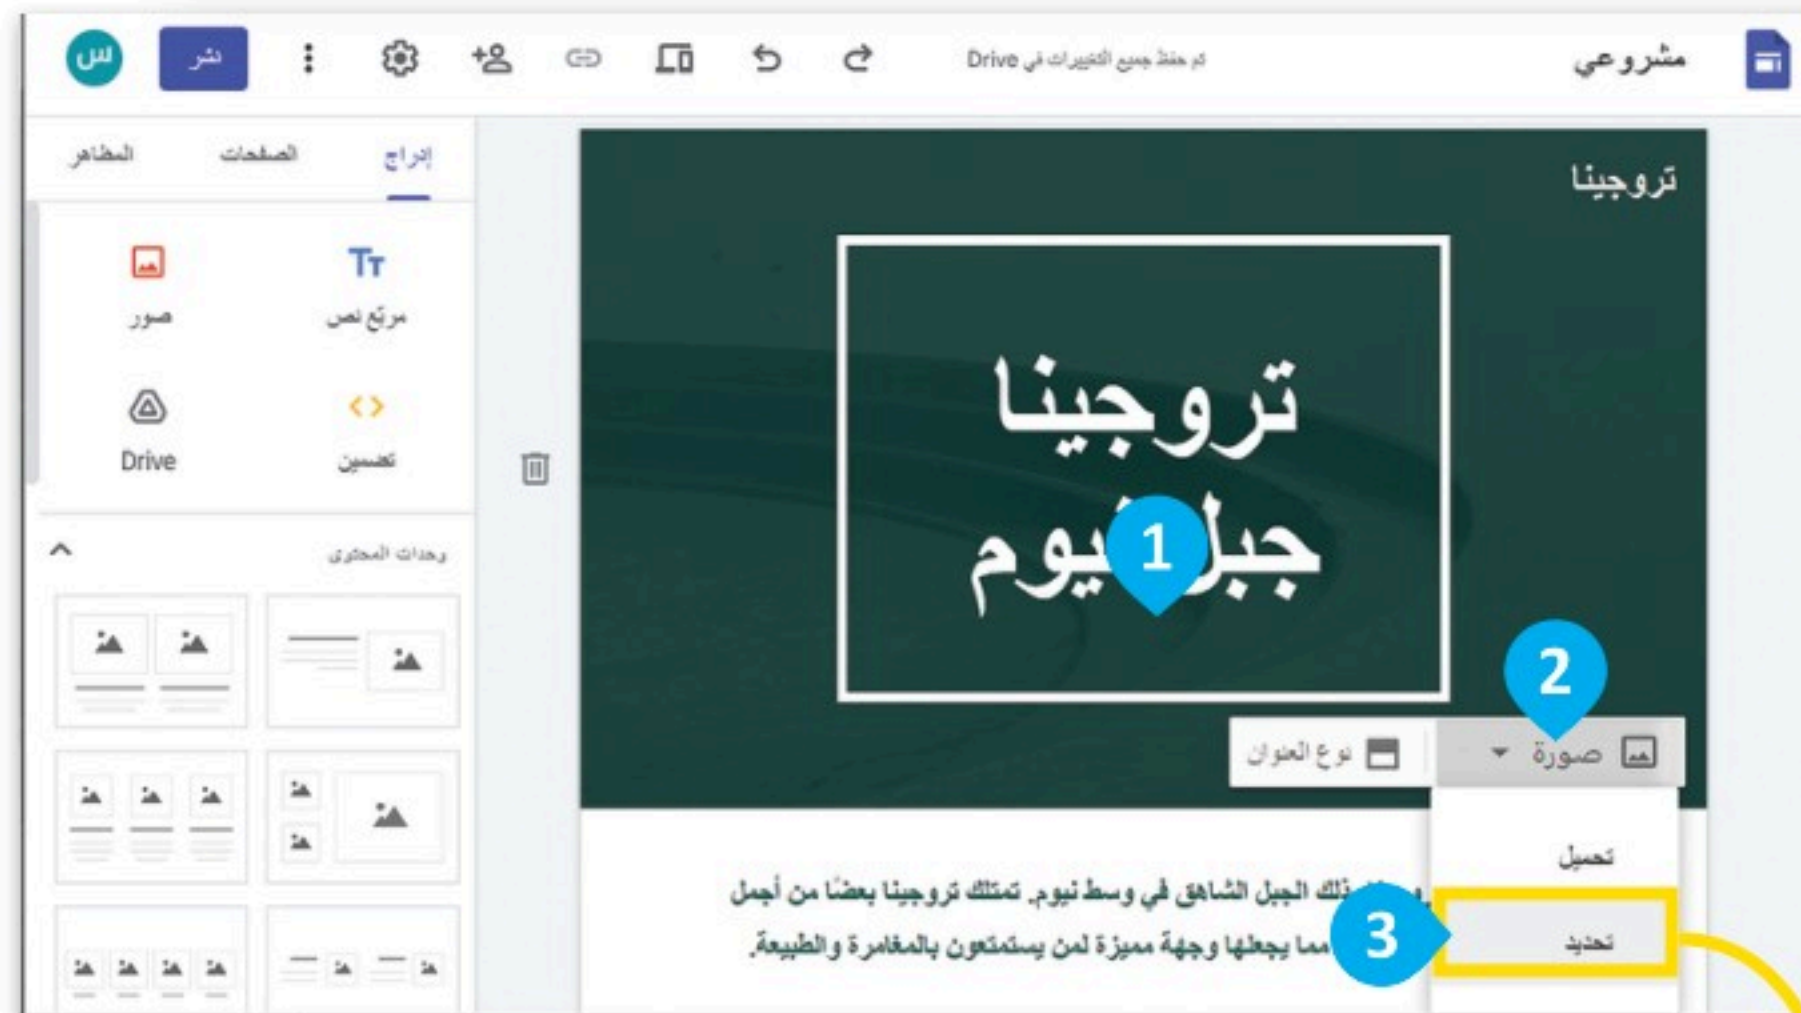 مشروعي
تم حفظ جميع التغييرات في Drive
نشر
س
إدراج
الصفحات
المظاهر
مربّع نص
صور
تضمين
Drive
وحدات المحتوى
تروجينا
تروجينا
جبل نيوم
1
2
صورة
نوع العنوان
تحميل
تحديد
3
ذلك الجبل الشاهق في وسط نيوم. تمتلك تروجينا بعضًا من أجمل
مما يجعلها وجهة مميزة لمن يستمتعون بالمغامرة والطبيعة.